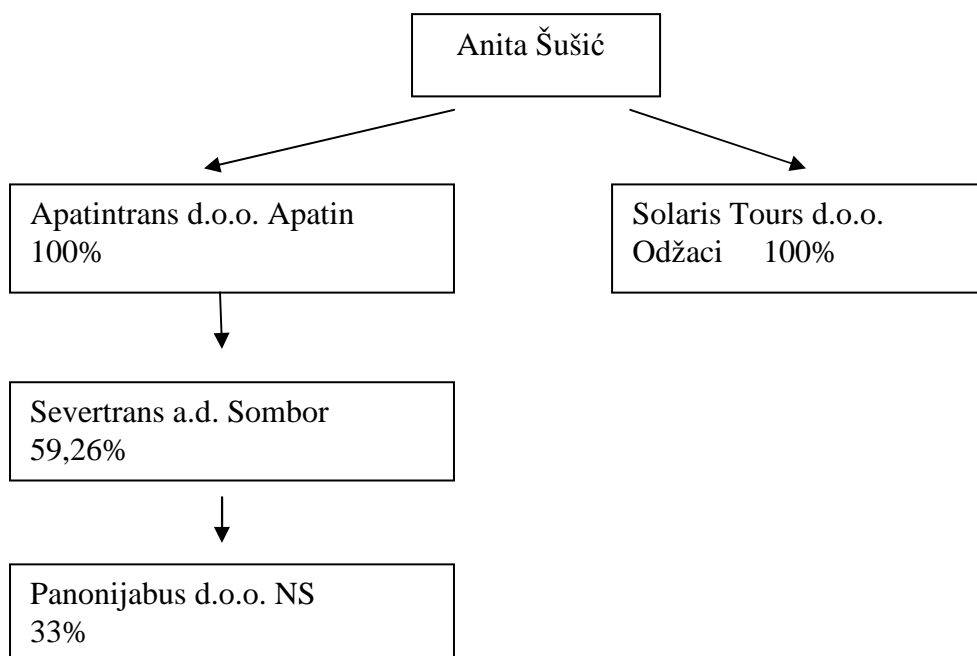 Anita Šušić
Apatintrans d.o.o. Apatin
100%
Solaris Tours d.o.o.
Odžaci 100%
Severtrans a.d. Sombor
59,26%
Panonijabus d.o.o. NS
33%